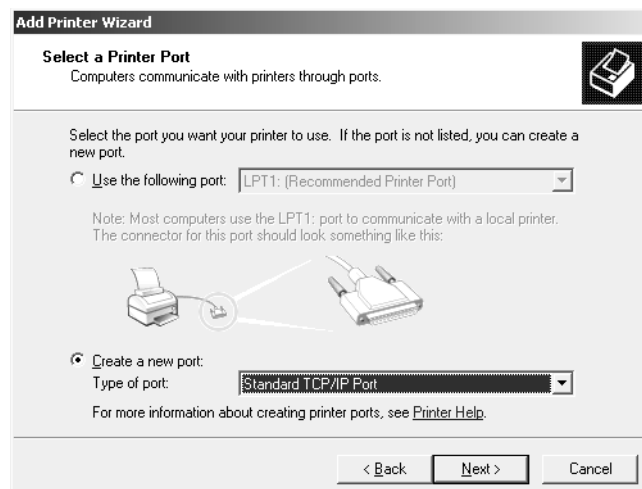 Add Printer Wizard
Select a Printer Port
Computers communicate with printers through ports.
Select the port you want your printer to use. If the port is not listed, you can create a
new port.
Use the following port: LPT1: (Recommended Printer Port)
Note: Most computers use the LPT1: port to communicate with a local printer.
The connector for this port should look something like this:
Create a new port:
Type of port: Standard TCP/IP Port
For more information about creating printer ports, see Printer Help.
< Back Next > Cancel